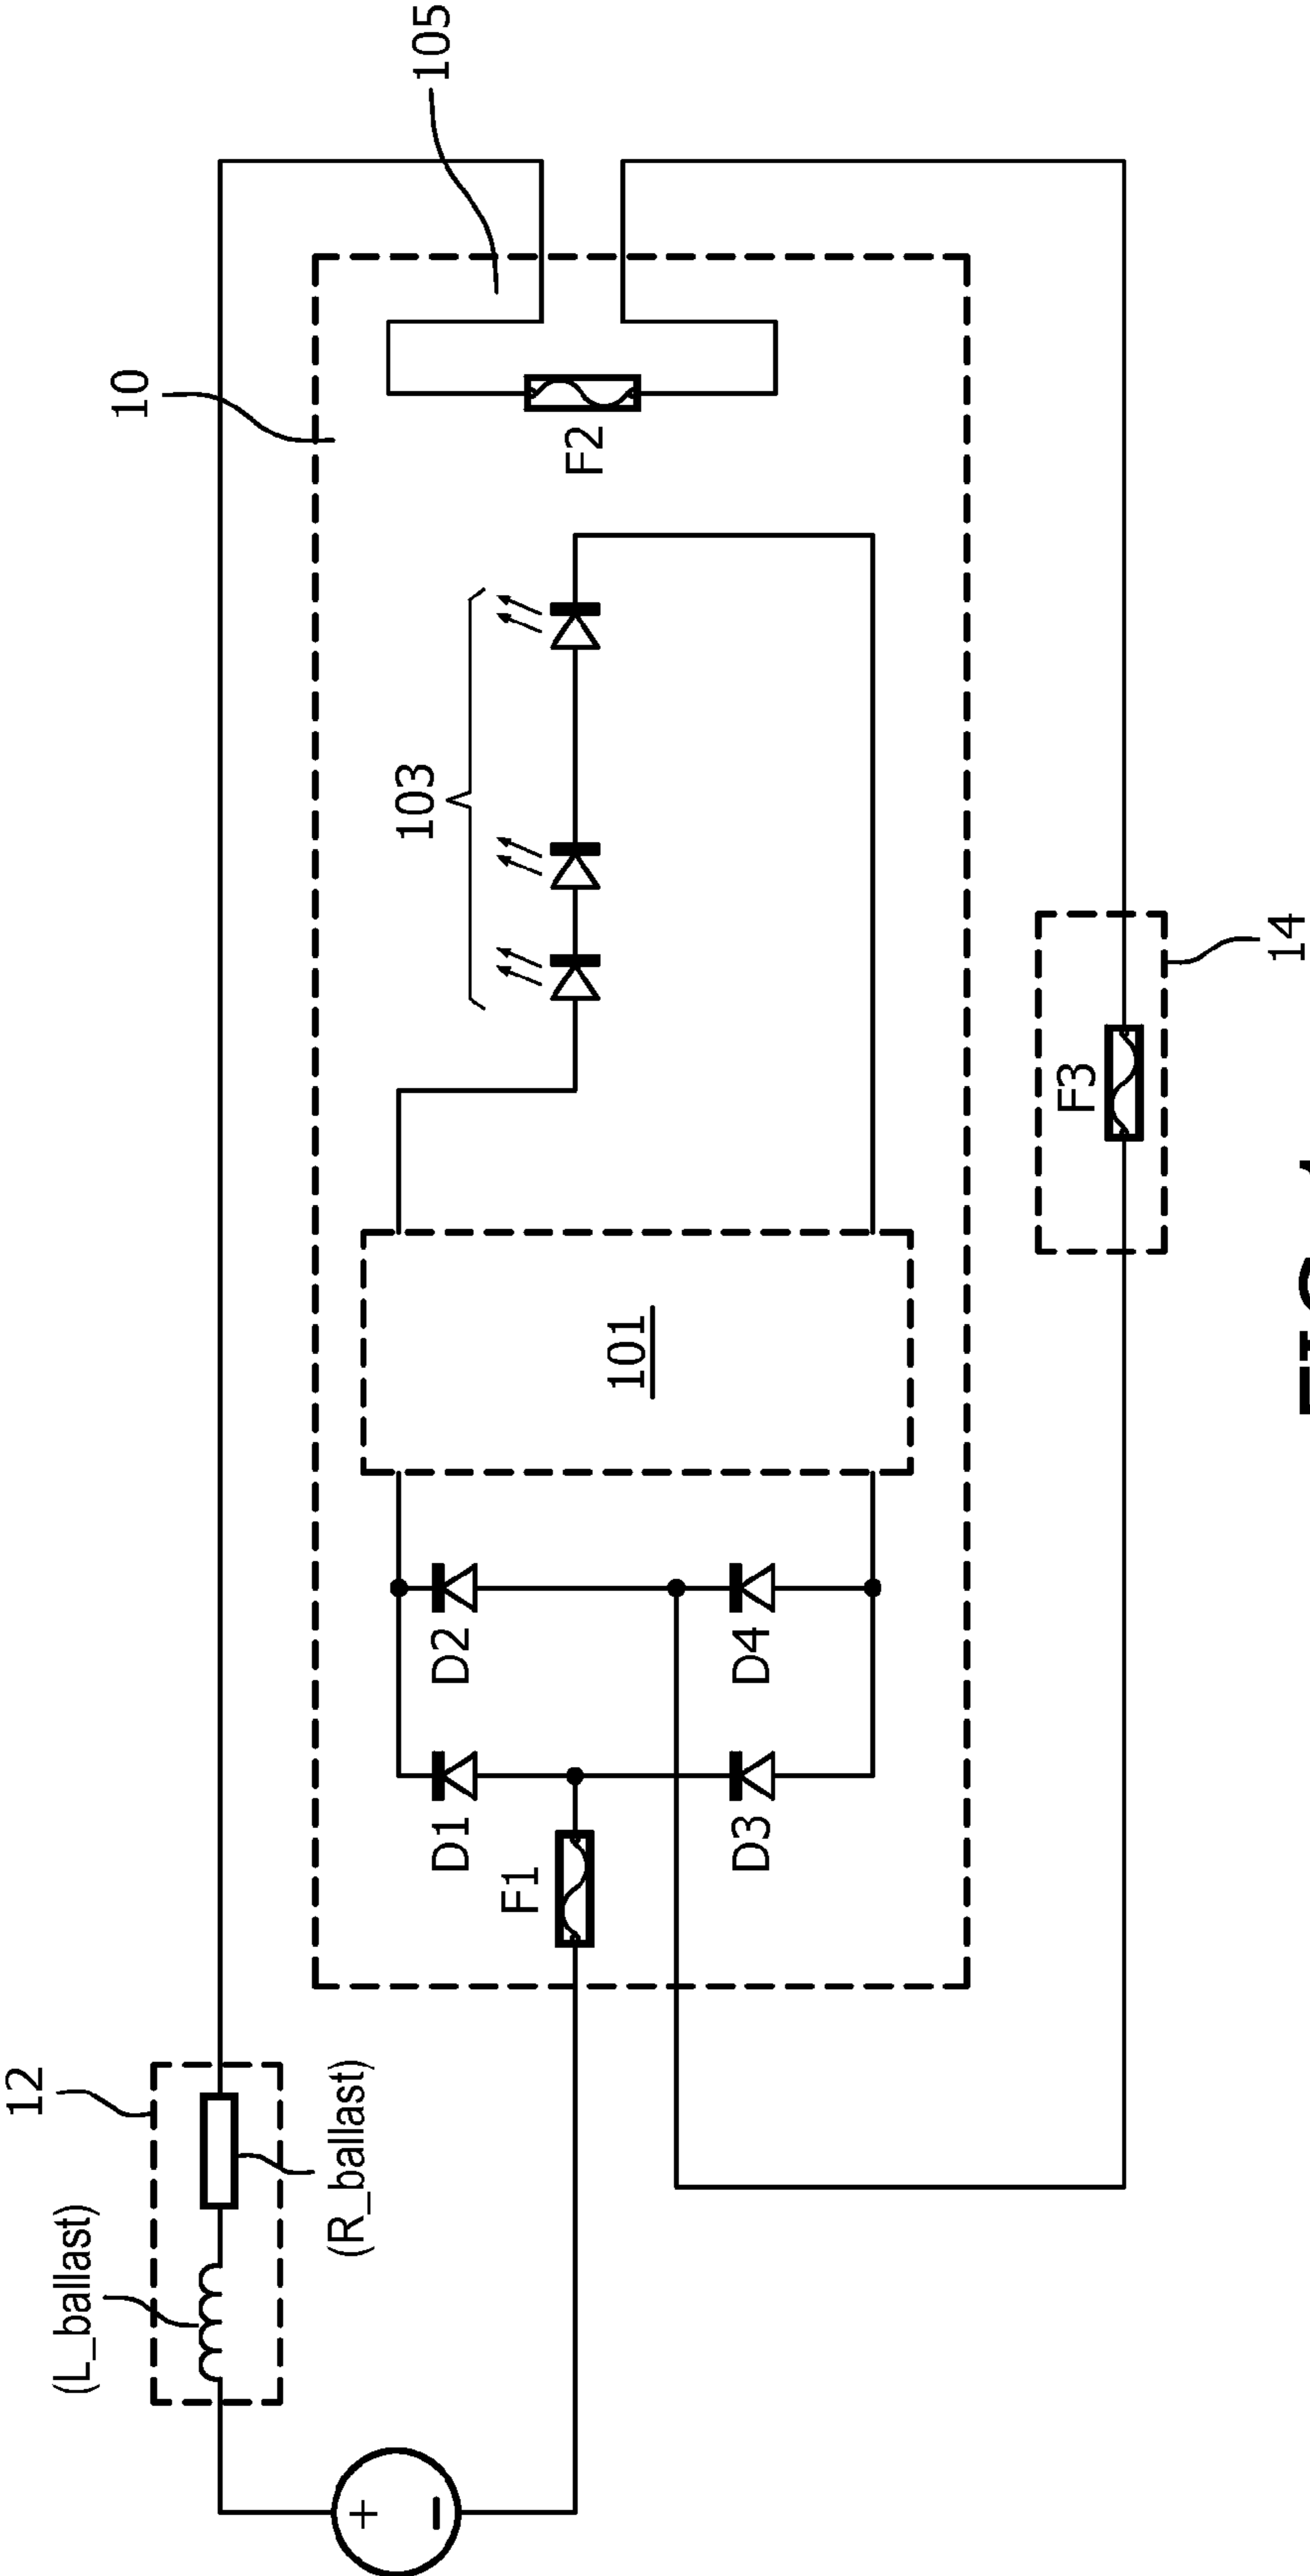 105
10
12
(L_ballast)
(R_ballast)
F2
103
101
D1
D2
F1
D3
D4
F3
14
+
−